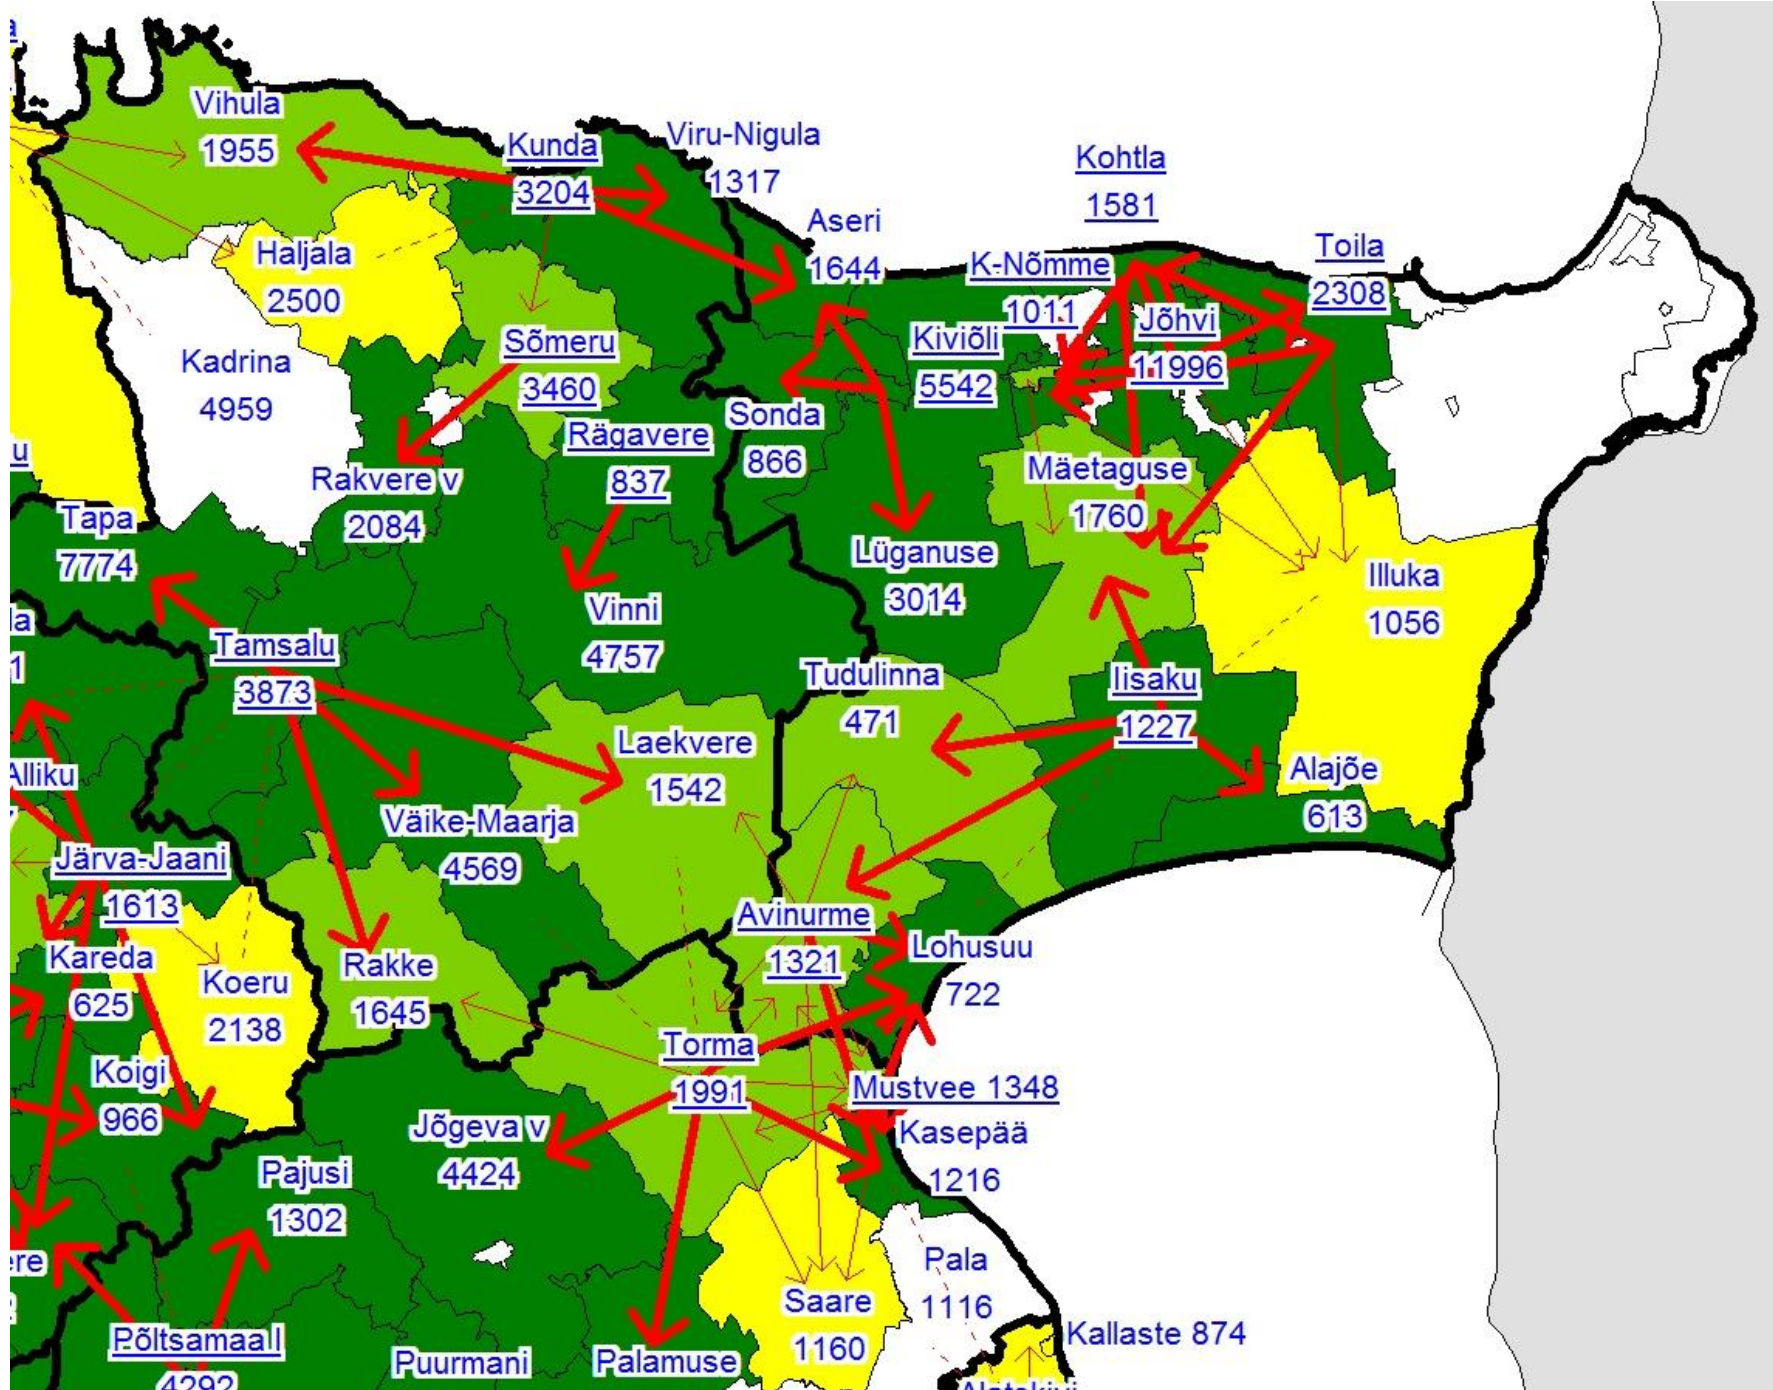 Vihula
1955
Kunda
3204
Viru-Nigula
1317
Kohtla
1581
Aseri
1644
Toila
2308
K-Nõmme
1011
Haljala
2500
Jõhvi
11996
Kiviõli
5542
Sõmeru
3460
Kadrina
4959
Sonda
866
Rägavere
837
Mäetaguse
1760
Rakvere v
2084
Tapa
7774
Lüganuse
3014
Illuka
1056
Vinni
4757
Tamsalu
3873
Tudulinna
471
Iisaku
1227
Laekvere
1542
Alliku
Alajõe
613
Väike-Maarja
4569
Järva-Jaani
1613
Avinurme
1321
Lohusuu
722
Kareda
625
Rakke
1645
Koeru
2138
Torma
1991
Koigi
966
Mustvee 1348
Jõgeva v
4424
Kasepää
1216
Pajusi
1302
Pala
1116
Saare
1160
Põltsamaa l
4292
Puurmani
Palamuse
Kallaste 874
Alatskivi